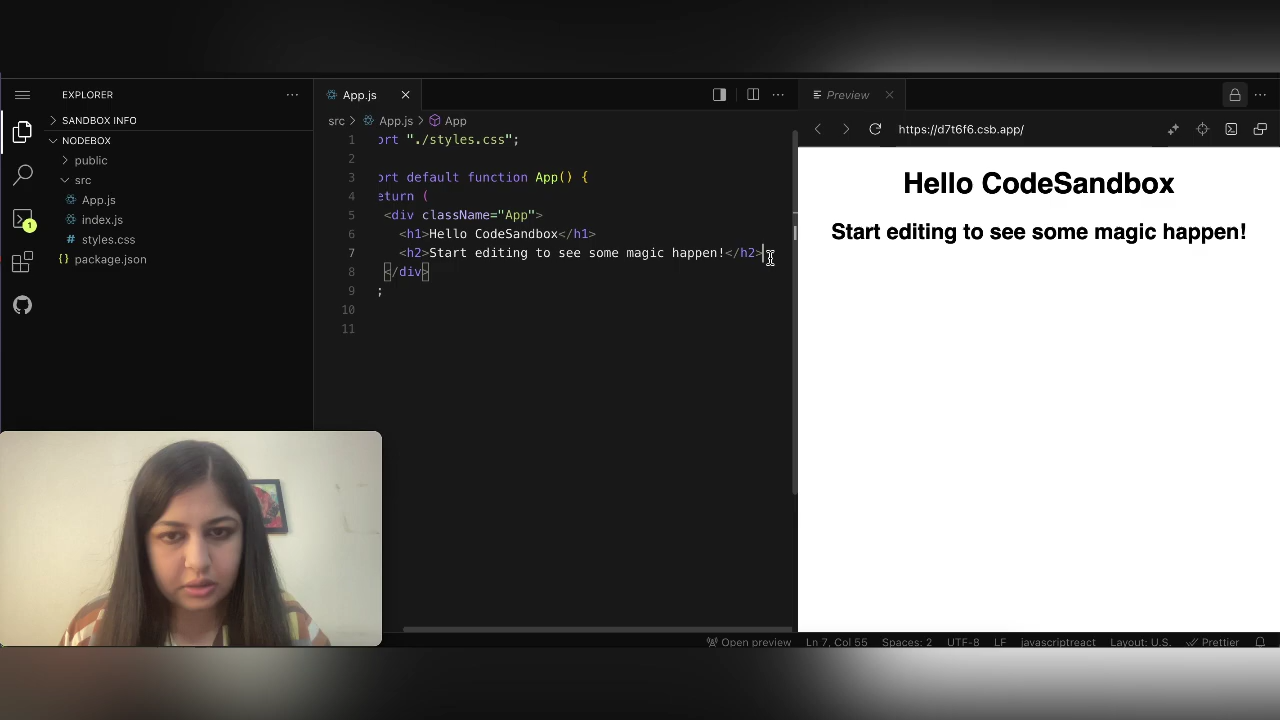 EXPLORER
SANDBOX INFO
NODEBOX
public
src
App.js
index.js
styles.css
package.json
1
App.js
src > App.js > App
1 ort "./styles.css";
2
3 ort default function App() {
4 eturn (
5 <div className="App">
6 <h1>Hello CodeSandbox</h1>
7 <h2>Start editing to see some magic happen!</h2>
8 </div>
9 ;
10
11
Preview
https://d7t6f6.csb.app/
Hello CodeSandbox
Start editing to see some magic happen!
Open preview Ln 7, Col 55 Spaces: 2 UTF-8 LF javascriptreact Layout: U.S. Prettier